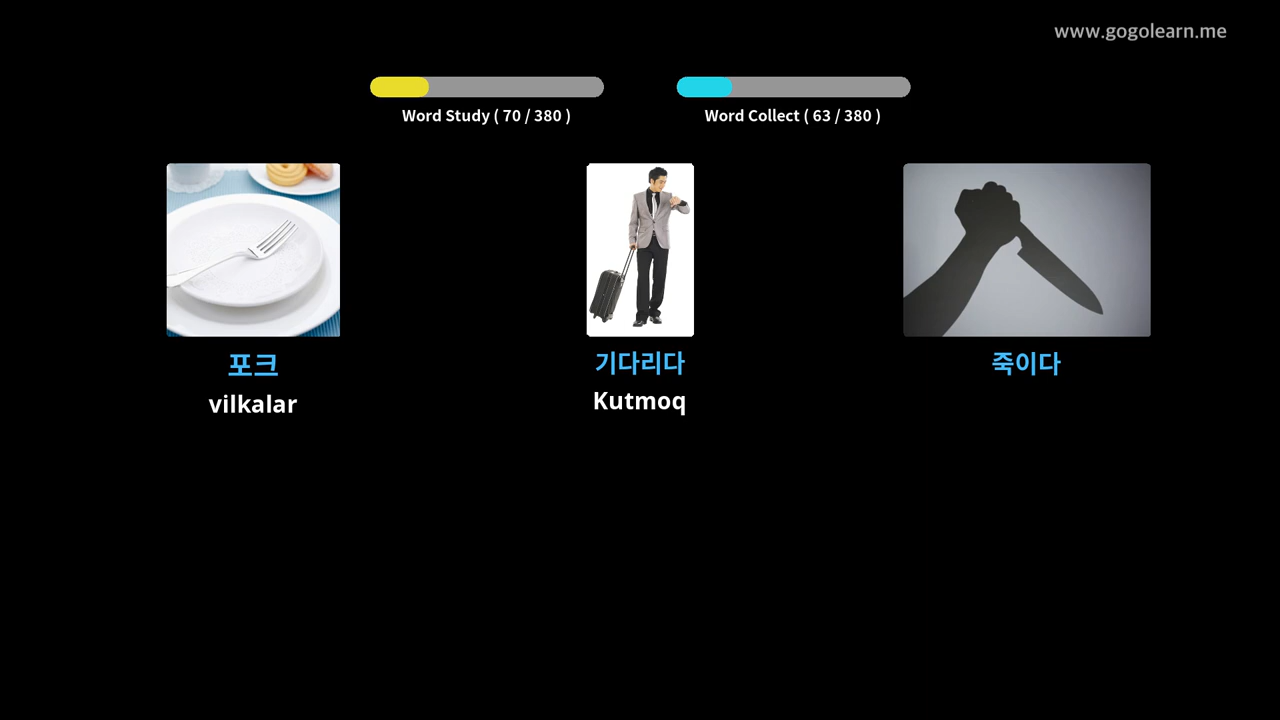 www.gogolearn.me
Word Study ( 70 / 380 )
Word Collect ( 63 / 380 )
포크
기다리다
죽이다
vilkalar
Kutmoq